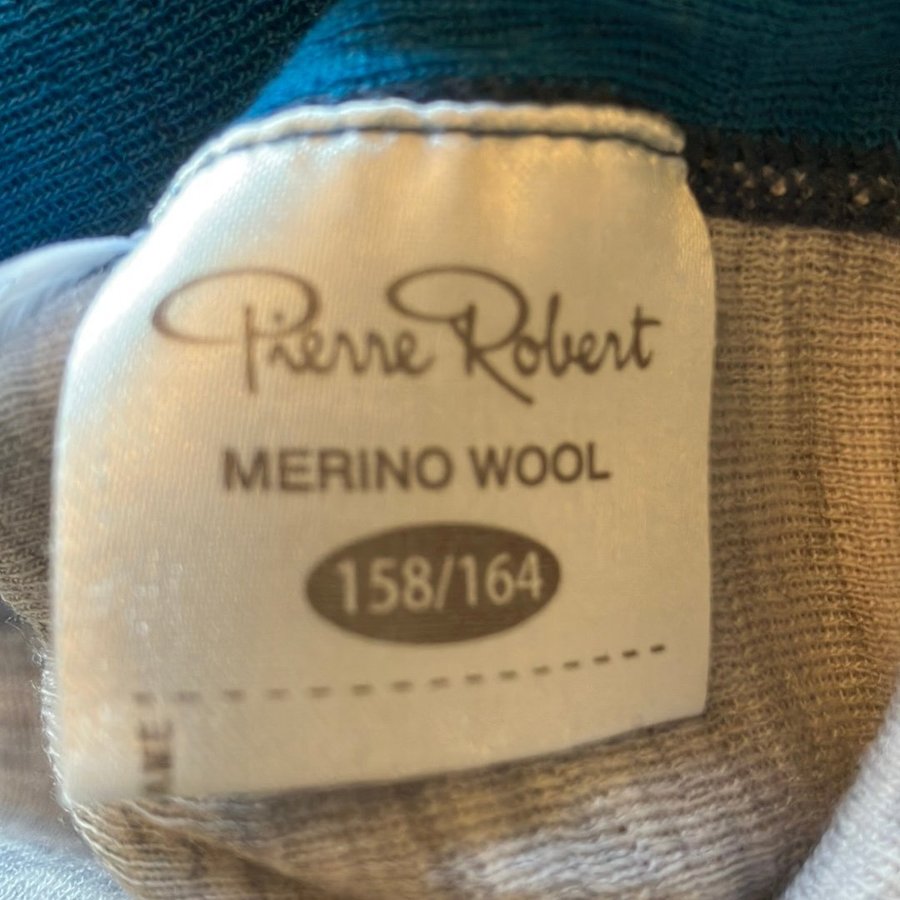 Pierre Robert
MERINO WOOL
158/164